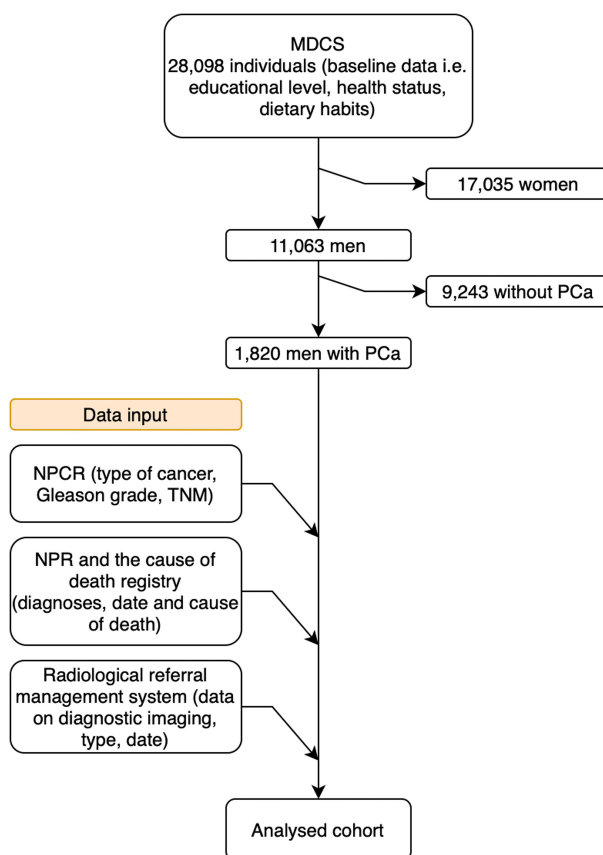 MDCS
28,098 individuals (baseline data i.e.
educational level, health status,
dietary habits)
17,035 women
11,063 men
9,243 without PCa
1,820 men with PCa
Data input
NPCR (type of cancer,
Gleason grade, TNM)
NPR and the cause of
death registry
(diagnoses, date and cause
of death)
Radiological referral
management system (data
on diagnostic imaging,
type, date)
Analysed cohort